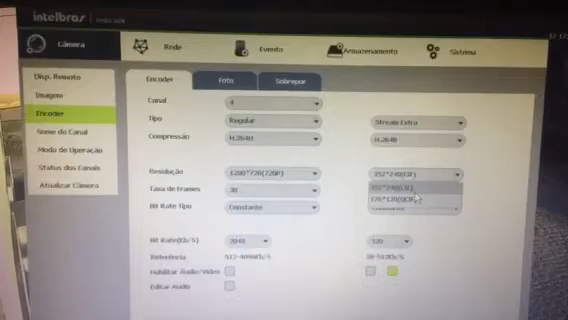 intelbras
Câmera Rede Evento Armazenamento Sistema
Disp. Remoto
Imagem
Encoder
Nome do Canal
Modo de Operação
Status dos Canais
Atualizar Câmera
Encoder Foto Sobrepor
Canal 4
Tipo Regular Stream Extra
Compressão H.264H H.264B
Resolução 1280*720(720P) 352*240(CIF)
352*240(CIF)
Taxa de Frames 30
176*120(QCIF)
Bit Rate Tipo Constante
Bit Rate(Kb/S) 2048 320
Referência 512-4096Kb/S
Habilitar Áudio/Vídeo
Editar Audio